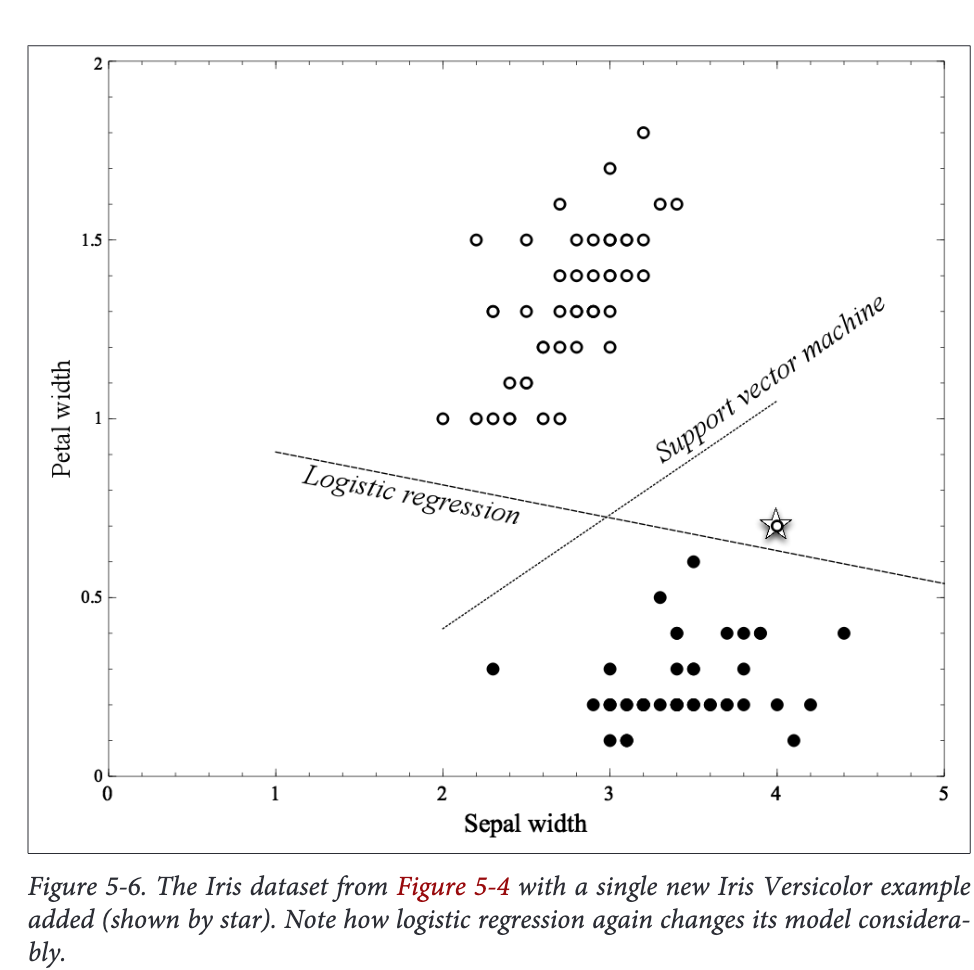 2
1.5
1
0.5
0
0 1 2 3 4 5
Petal width
Sepal width
Support vector machine
Logistic regression
Figure 5-6. The Iris dataset from Figure 5-4 with a single new Iris Versicolor example
added (shown by star). Note how logistic regression again changes its model considera-
bly.